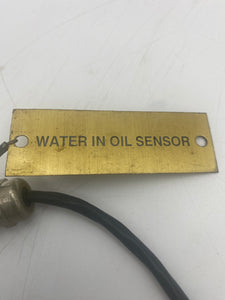 WATER IN OIL SENSOR